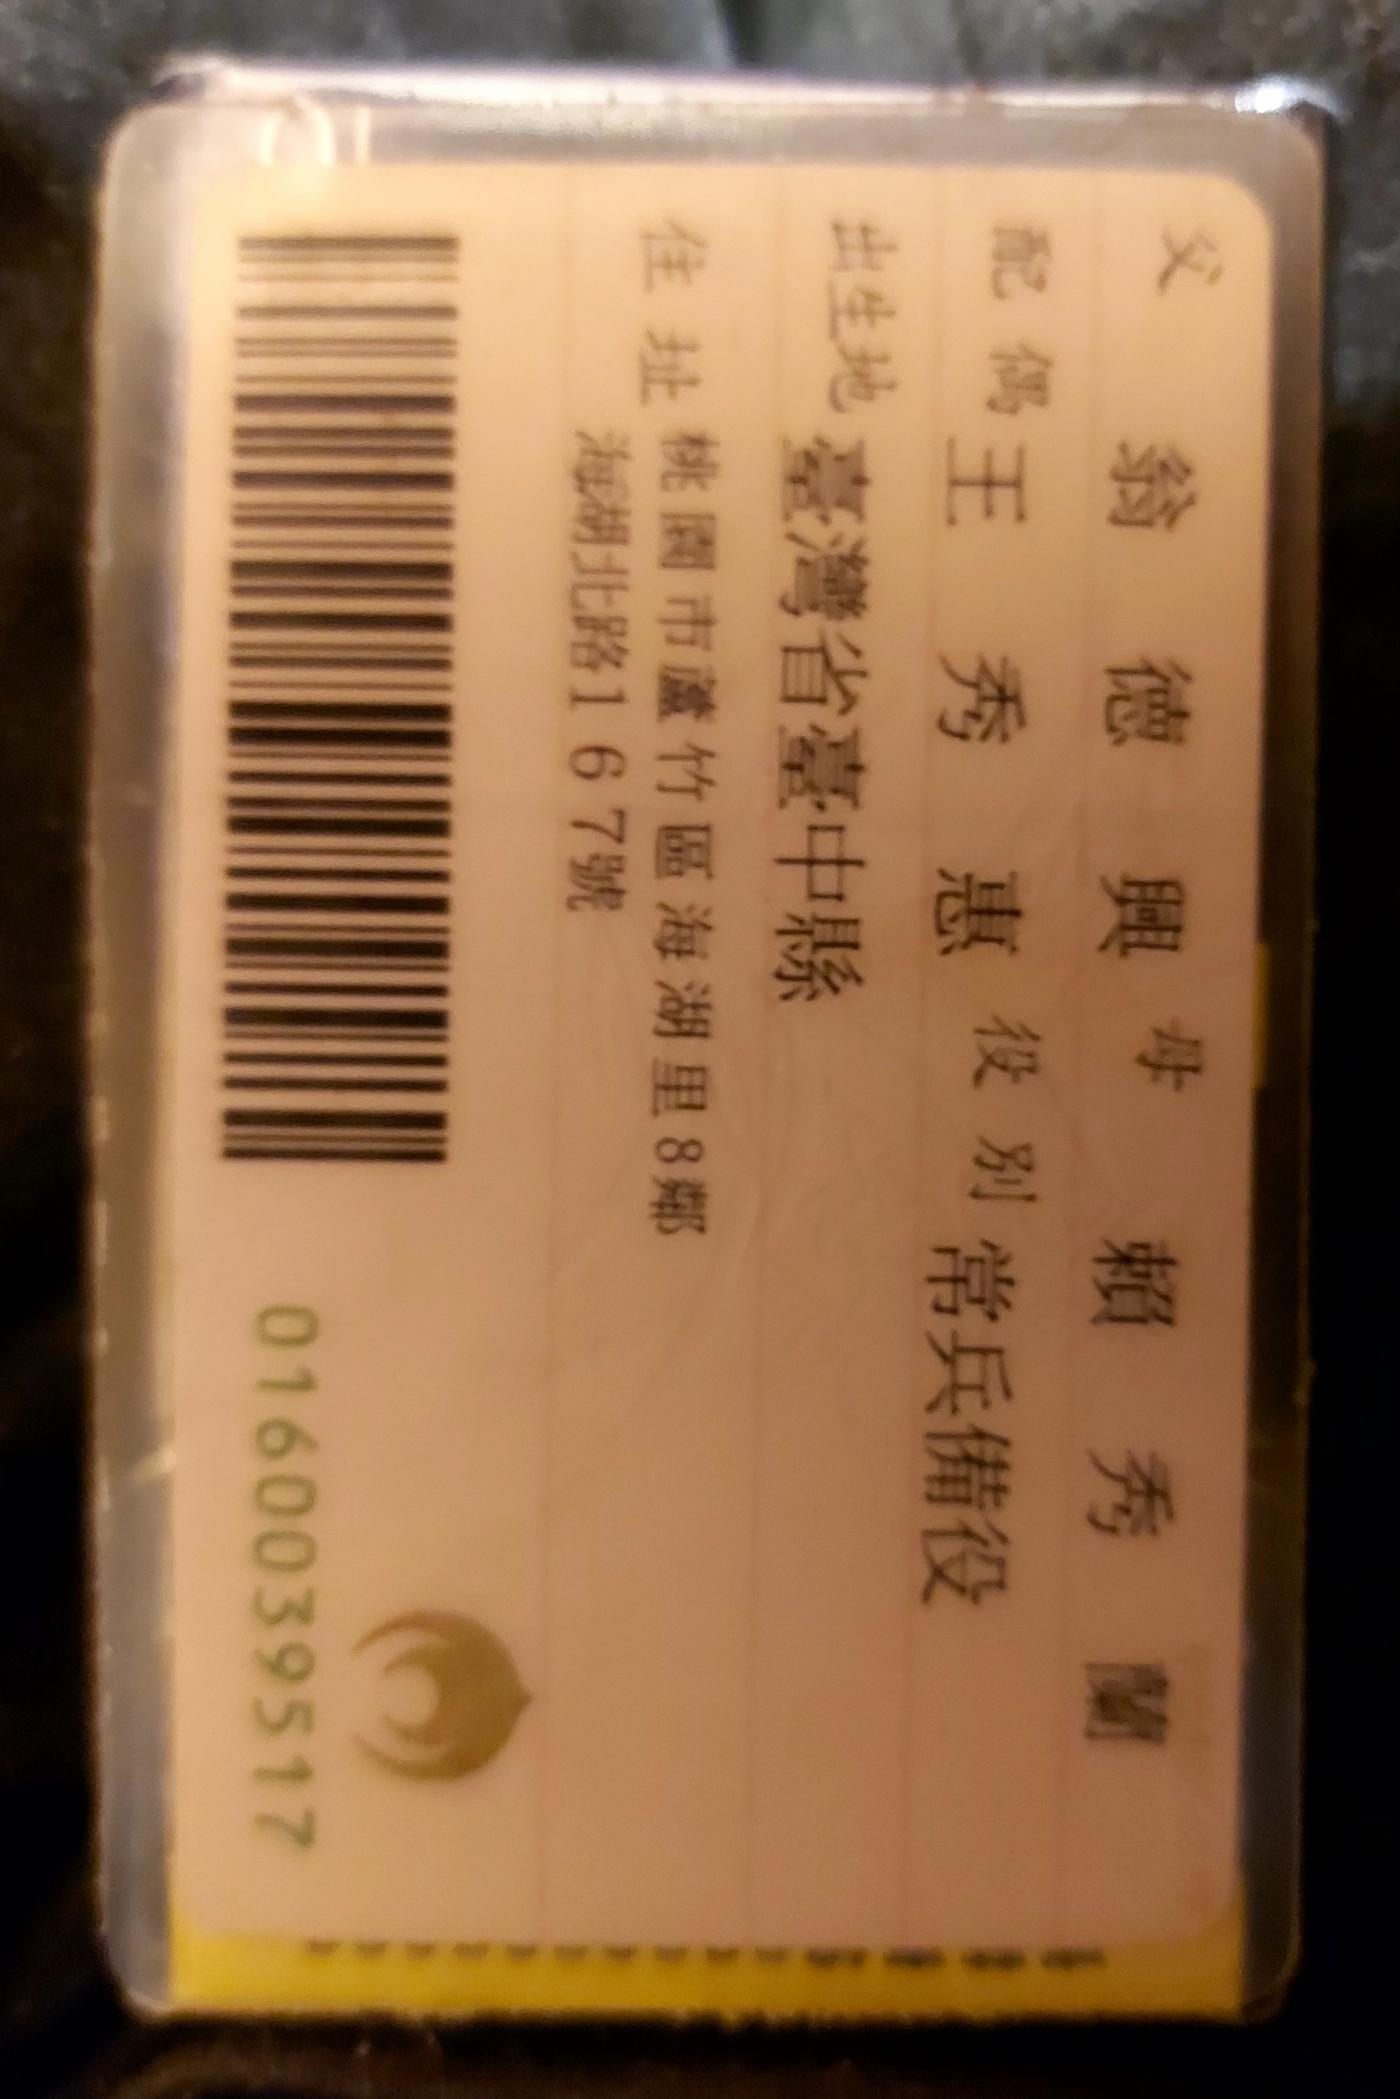 父 翁德興 母 賴秀蘭
配偶 王秀惠 役別 常兵備役
出生地 臺灣省臺中縣
住址 桃園市蘆竹區海湖里8鄰
海湖北路167號
0160039517